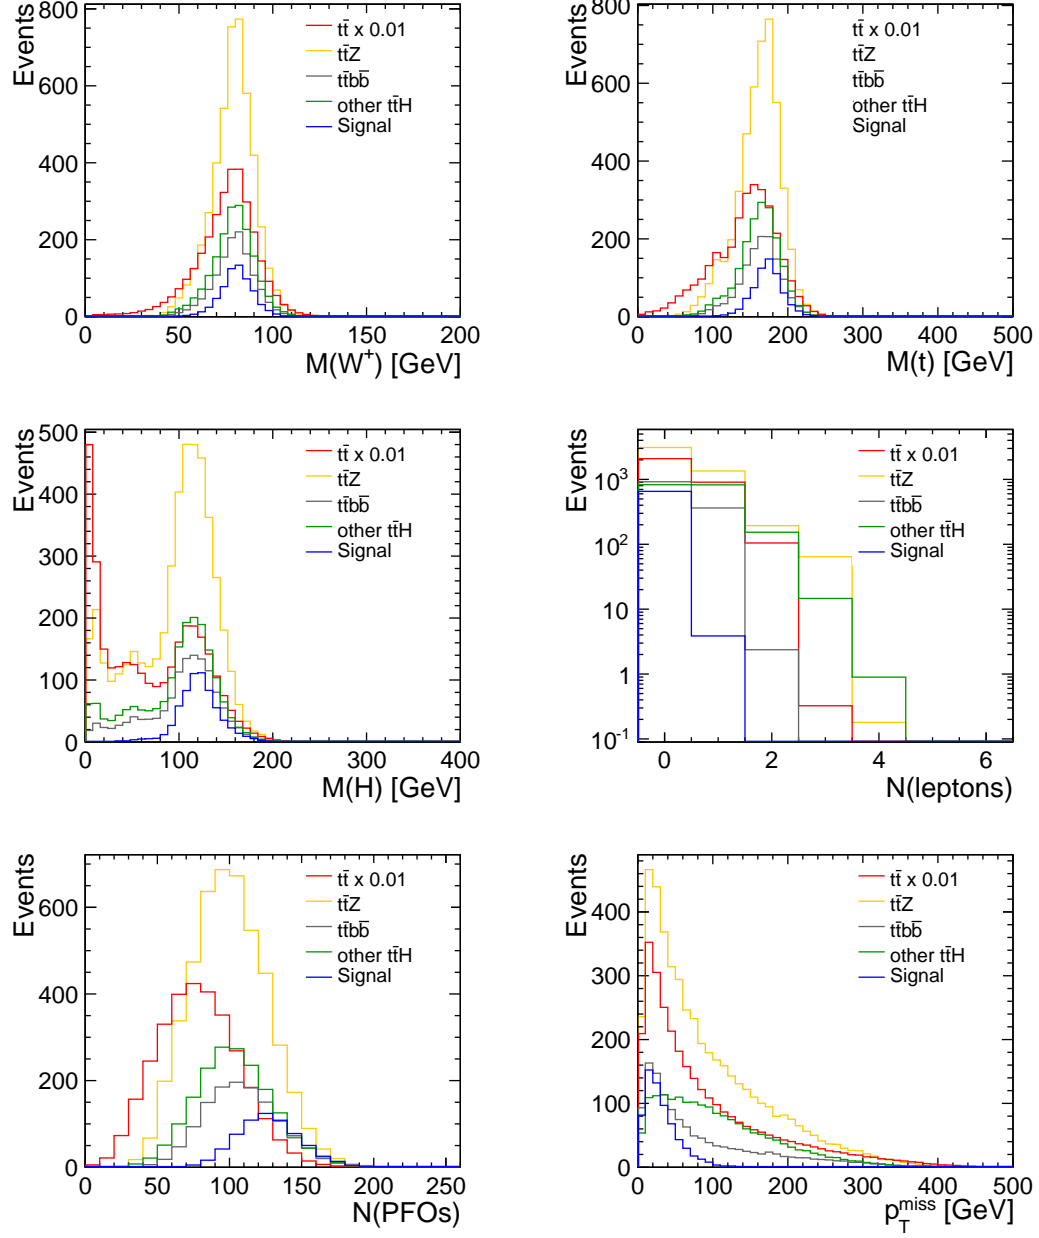 Events
800
600
400
200
0
tt̄ x 0.01
tt̄Z
tt̄bb̄
other tt̄H
Signal
0 50 100 150 200
M(W⁺) [GeV]
Events
800
600
400
200
0
tt̄ x 0.01
tt̄Z
tt̄bb̄
other tt̄H
Signal
0 100 200 300 400 500
M(t) [GeV]
Events
500
400
300
200
100
0
tt̄ x 0.01
tt̄Z
tt̄bb̄
other tt̄H
Signal
0 100 200 300 400
M(H) [GeV]
Events
10³
10²
10
1
10⁻¹
tt̄ x 0.01
tt̄Z
tt̄bb̄
other tt̄H
Signal
0 2 4 6
N(leptons)
Events
600
400
200
0
tt̄ x 0.01
tt̄Z
tt̄bb̄
other tt̄H
Signal
0 50 100 150 200 250
N(PFOs)
Events
400
300
200
100
0
tt̄ x 0.01
tt̄Z
tt̄bb̄
other tt̄H
Signal
0 100 200 300 400 500
p_T^miss [GeV]